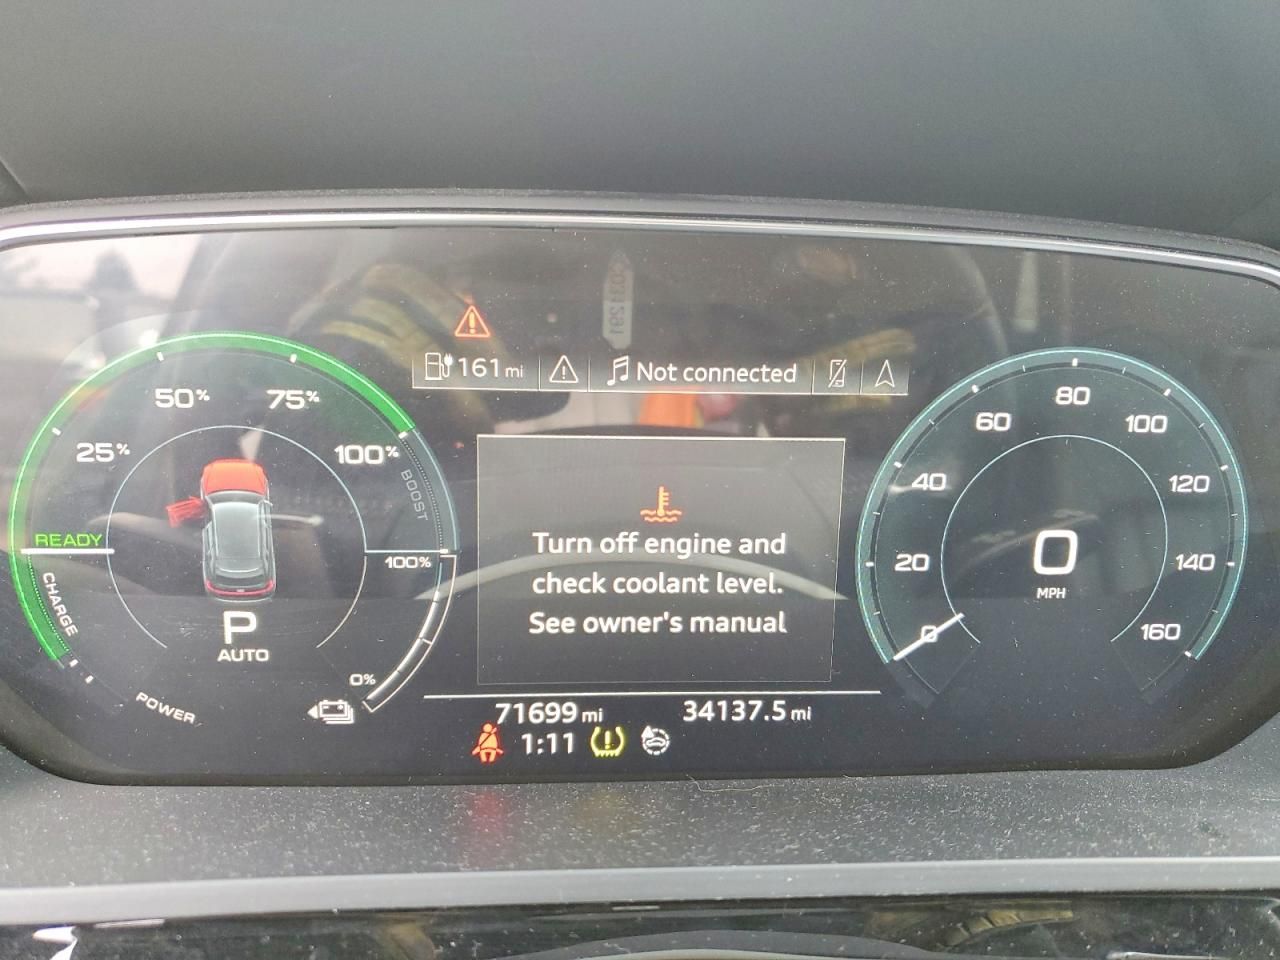 161 mi
Not connected
25%
50%
75%
100%
BOOST
READY
CHARGE
POWER
P
AUTO
100%
0%
Turn off engine and
check coolant level.
See owner's manual
71699 mi
34137.5 mi
1:11
0
20
40
60
80
100
120
140
160
0
MPH